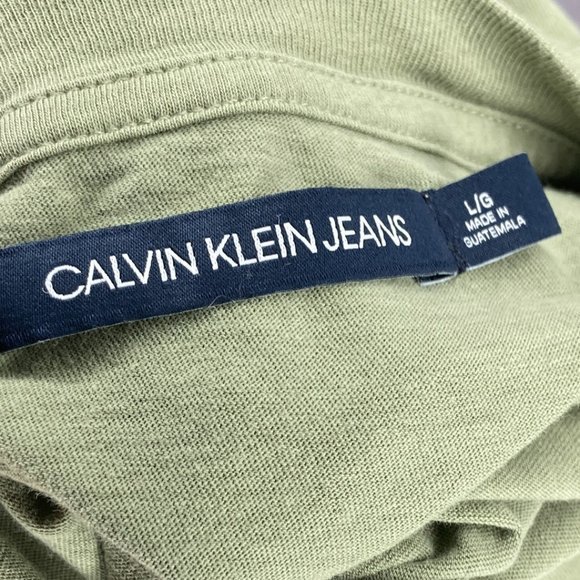 CALVIN KLEIN JEANS
L/G
MADE IN
GUATEMALA